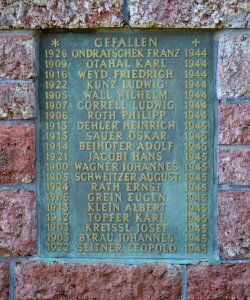 * GEFALLEN +
1926 ONDRATSCHEK FRANZ 1944
1909 OTAHAL KARL 1944
1916 WEYD FRIEDRICH 1944
1922 KUNZ LUDWIG 1944
1905 WALL WILHELM 1944
1907 CORRELL LUDWIG 1944
1906 ROTH PHILIPP 1944
1913 DEHLER HEINRICH 1945
1913 SAUER OSKAR 1945
1914 BEIHOFER ADOLF 1945
1921 JACOBI HANS 1945
1900 WAGNER JOHANNES 1945
1905 SCHWEITZER AUGUST 1945
1924 RATH ERNST 1945
1906 GREIN EUGEN 1945
1913 KLEIN ALBERT 1945
1912 TÖPFER KARL 1945
1903 KREISSL JOSEF 1945
1905 BYRAU JOHANNES 1945
1922 SEITNER LEOPOLD 1945